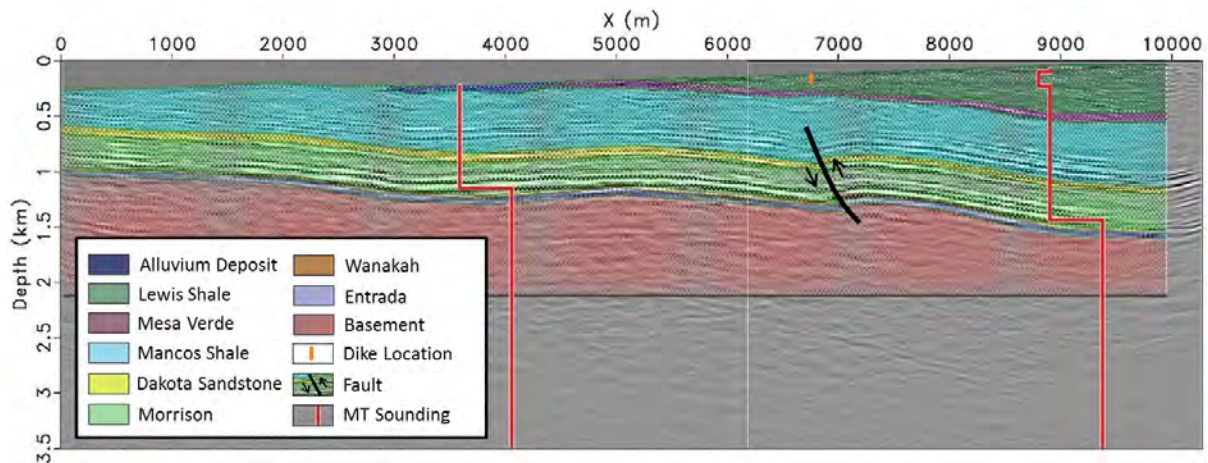 X (m)
0 1000 2000 3000 4000 5000 6000 7000 8000 9000 10000
Depth (km)
0
0.5
1
1.5
2
2.5
3
3.5
Alluvium Deposit
Lewis Shale
Mesa Verde
Mancos Shale
Dakota Sandstone
Morrison
Wanakah
Entrada
Basement
Dike Location
Fault
MT Sounding